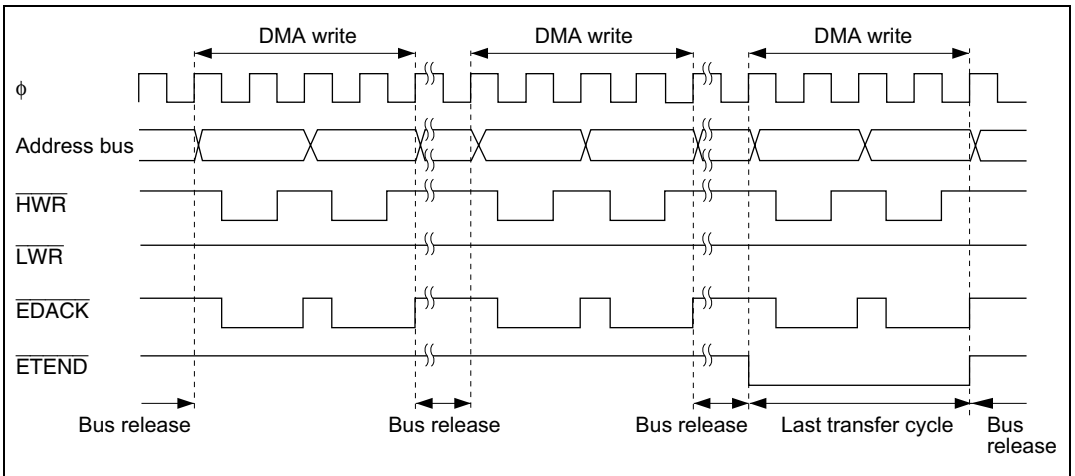 DMA write DMA write DMA write
ϕ
Address bus
HWR
LWR
EDACK
ETEND
Bus release Bus release Bus release Last transfer cycle Bus release